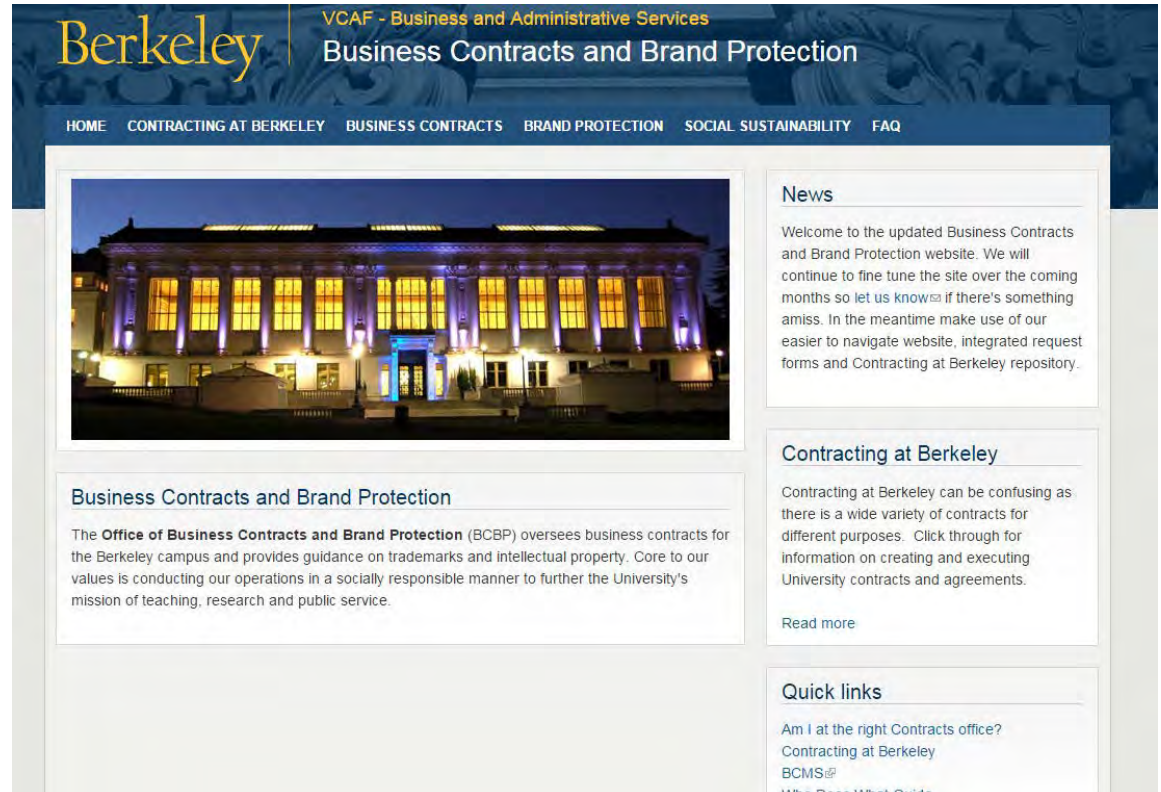 Berkeley
VCAF - Business and Administrative Services
Business Contracts and Brand Protection
HOME CONTRACTING AT BERKELEY BUSINESS CONTRACTS BRAND PROTECTION SOCIAL SUSTAINABILITY FAQ
Business Contracts and Brand Protection
The Office of Business Contracts and Brand Protection (BCBP) oversees business contracts for
the Berkeley campus and provides guidance on trademarks and intellectual property. Core to our
values is conducting our operations in a socially responsible manner to further the University's
mission of teaching, research and public service.
News
Welcome to the updated Business Contracts
and Brand Protection website. We will
continue to fine tune the site over the coming
months so let us know if there's something
amiss. In the meantime make use of our
easier to navigate website, integrated request
forms and Contracting at Berkeley repository.
Contracting at Berkeley
Contracting at Berkeley can be confusing as
there is a wide variety of contracts for
different purposes. Click through for
information on creating and executing
University contracts and agreements.
Read more
Quick links
Am I at the right Contracts office?
Contracting at Berkeley
BCMS
Who Does What Guide